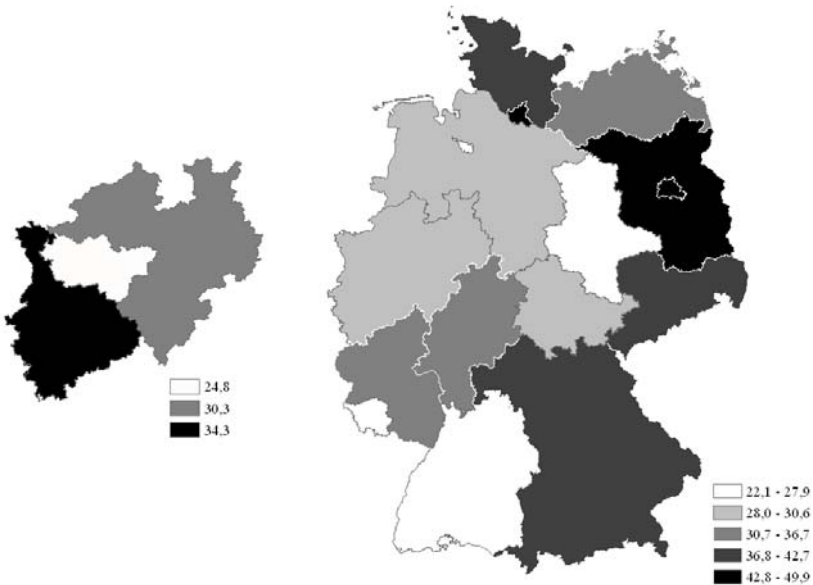 24,8
30,3
34,3
22,1 - 27,9
28,0 - 30,6
30,7 - 36,7
36,8 - 42,7
42,8 - 49,9